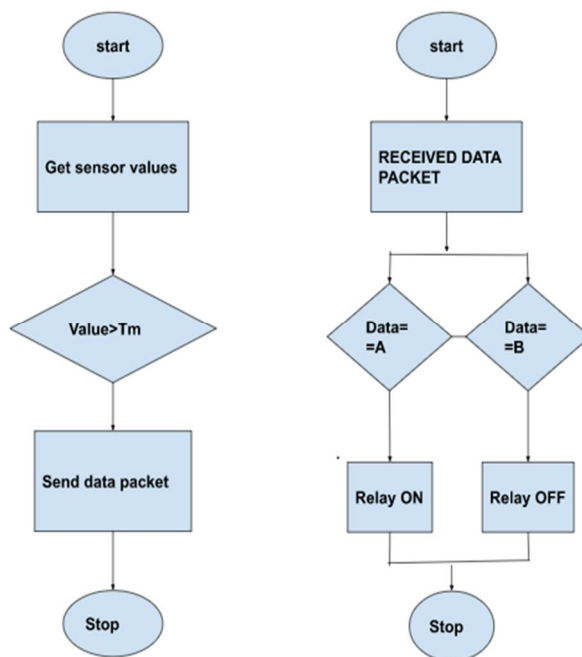 start
Get sensor values
Value>Tm
Send data packet
Stop
start
RECEIVED DATA
PACKET
Data=
=A
Data=
=B
Relay ON
Relay OFF
Stop